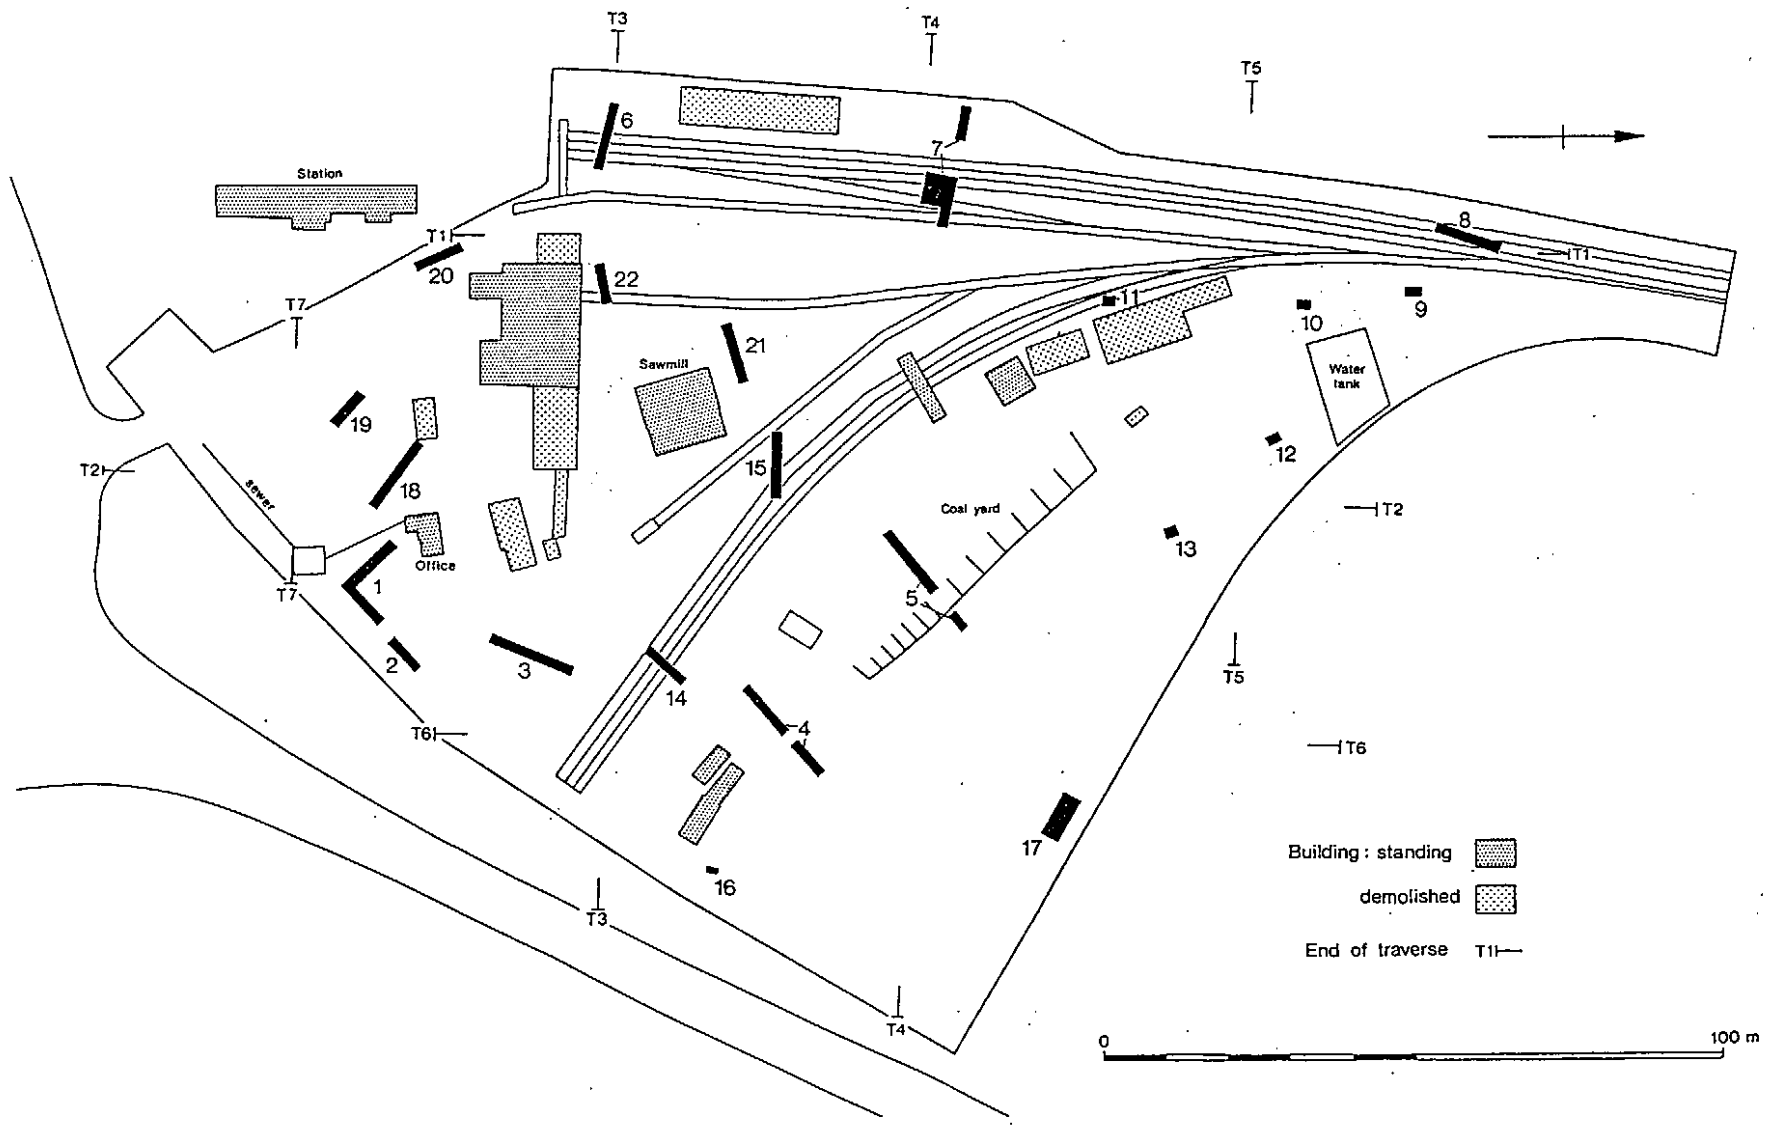 T3
T4
T5
6
7
Station
T1
20
8
T1
22
T7
11
10
9
21
Sawmill
Water
tank
19
15
12
T2
18
sewer
Coal yard
T2
13
Office
1
T7
5
2
3
14
T5
4
T6
T6
17
Building : standing
16
demolished
T3
End of traverse T1
T4
0 100 m